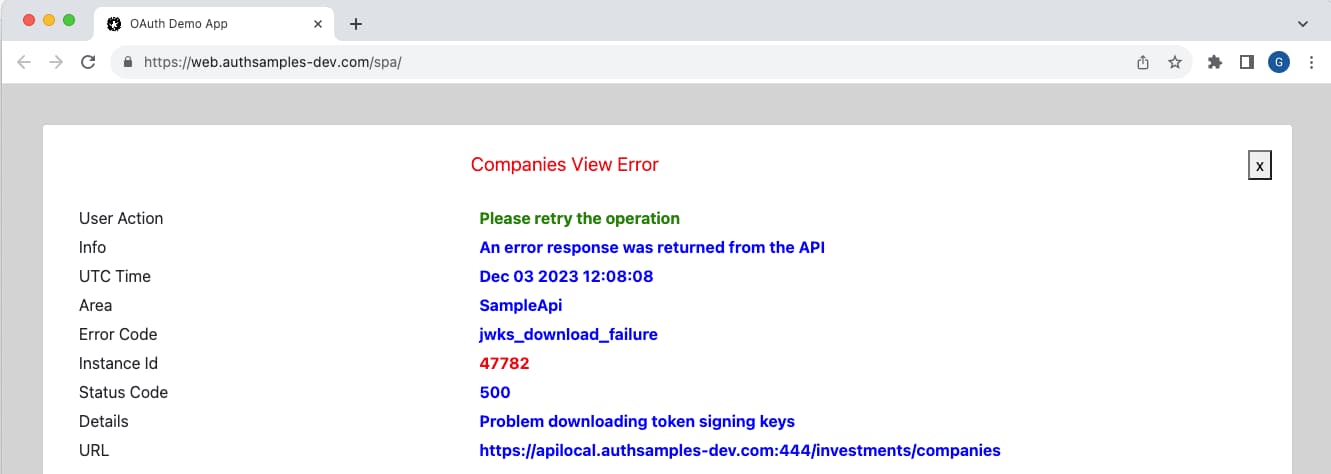 OAuth Demo App
https://web.authsamples-dev.com/spa/
G
Companies View Error
x
User Action Please retry the operation
Info An error response was returned from the API
UTC Time Dec 03 2023 12:08:08
Area SampleApi
Error Code jwks_download_failure
Instance Id 47782
Status Code 500
Details Problem downloading token signing keys
URL https://apilocal.authsamples-dev.com:444/investments/companies